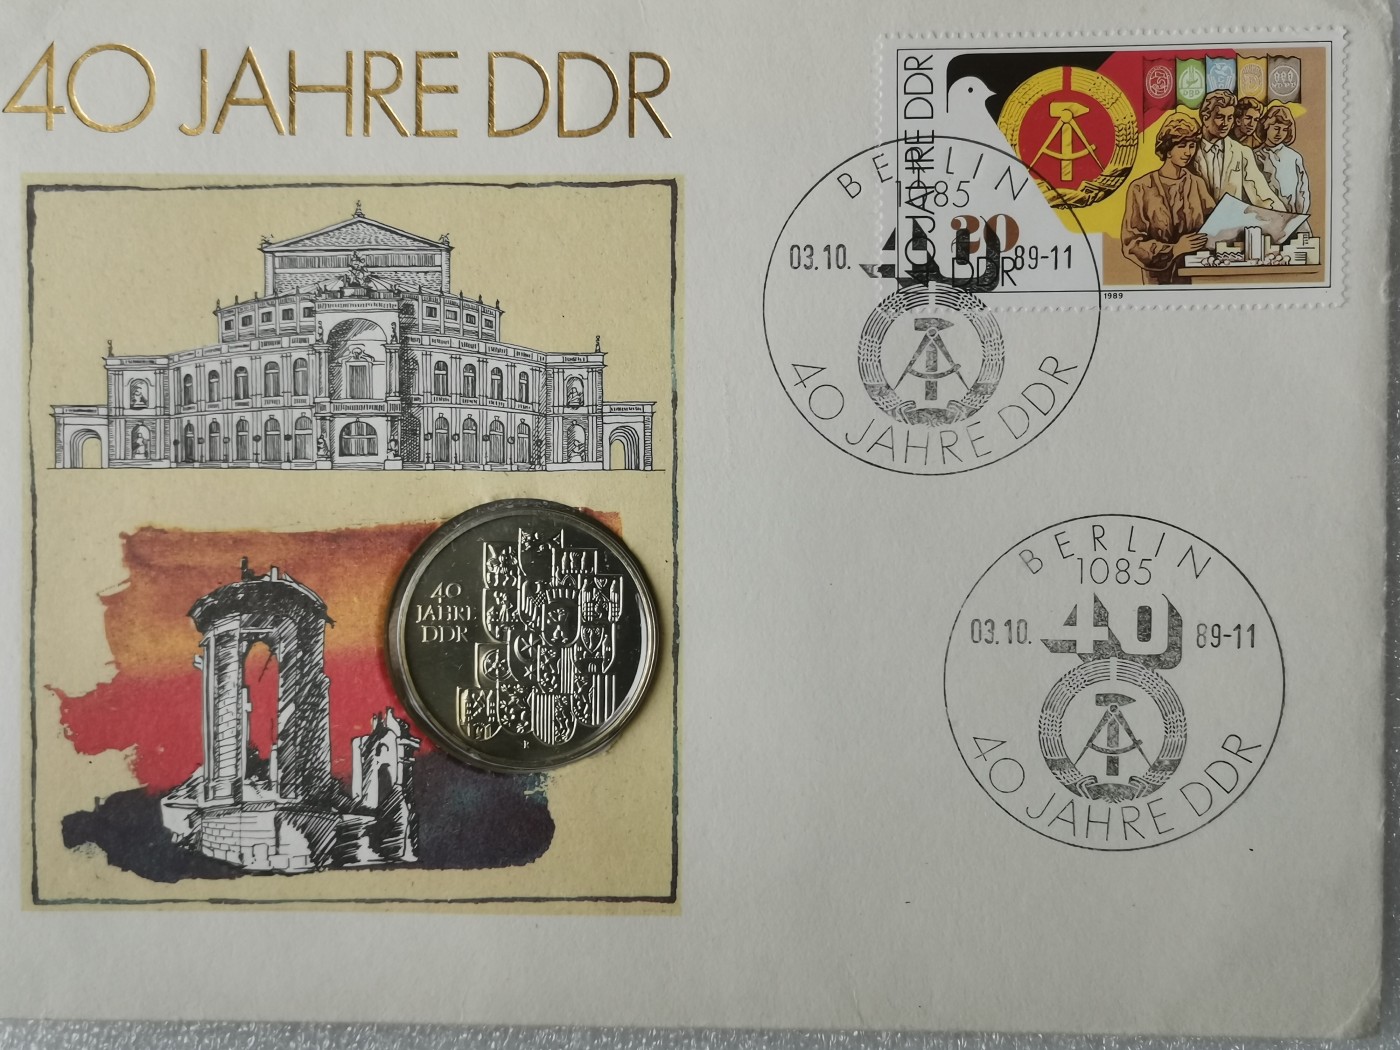 40 JAHRE DDR
40 JAHRE DDR
20
1989
BERLIN
1085
03.10. 40 89-11
40 JAHRE DDR
40
JAHRE
DDR
R
BERLIN
1085
03.10. 40 89-11
40 JAHRE DDR